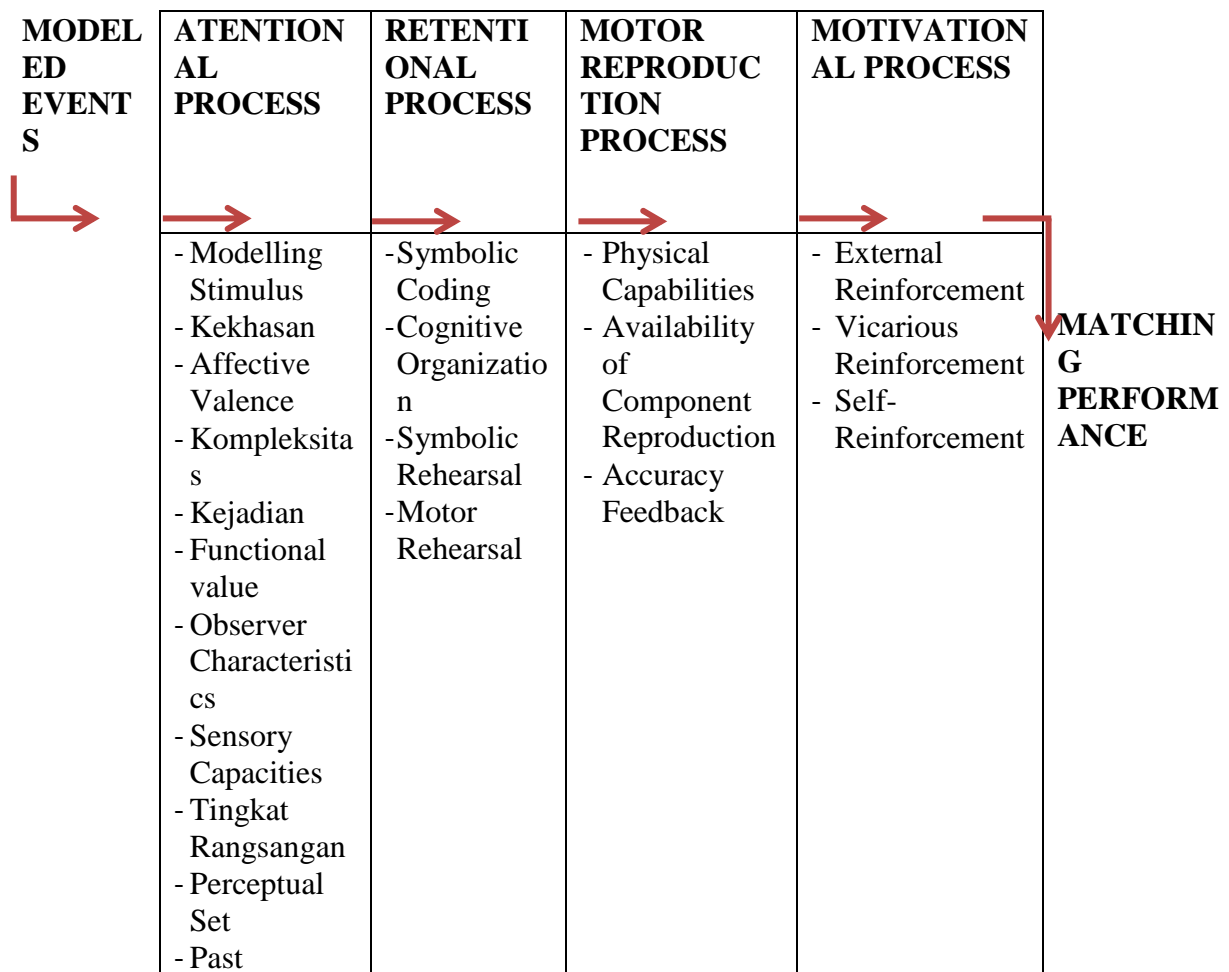 MODEL
ED
EVENT
S
ATENTION
AL
PROCESS
RETENTI
ONAL
PROCESS
MOTOR
REPRODUC
TION
PROCESS
MOTIVATION
AL PROCESS
- Modelling
Stimulus
- Kekhasan
- Affective
Valence
- Kompleksita
s
- Kejadian
- Functional
value
- Observer
Characteristi
cs
- Sensory
Capacities
- Tingkat
Rangsangan
- Perceptual
Set
- Past
-Symbolic
Coding
-Cognitive
Organizatio
n
-Symbolic
Rehearsal
-Motor
Rehearsal
- Physical
Capabilities
- Availability
of
Component
Reproduction
- Accuracy
Feedback
- External
Reinforcement
- Vicarious
Reinforcement
- Self-
Reinforcement
MATCHIN
G
PERFORM
ANCE